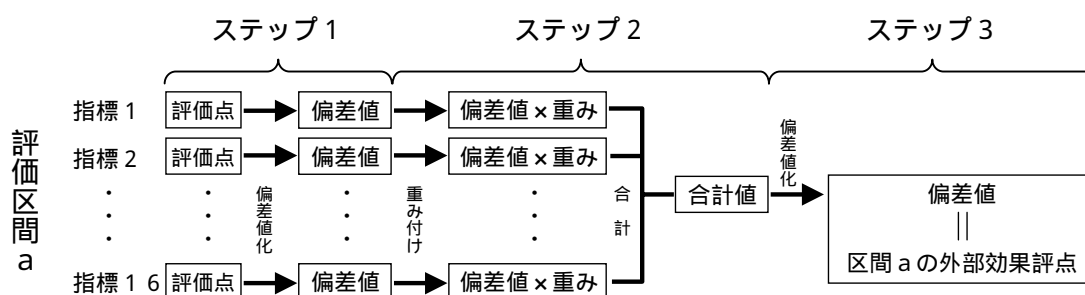 ステップ1 ステップ2 ステップ3
指標1 評価点 偏差値 偏差値×重み
指標2 評価点 偏差値 偏差値×重み
・ ・ ・ ・
・ ・ ・ ・
・ ・ ・ ・
指標16 評価点 偏差値 偏差値×重み
評価区間a
偏差値化
重み付け
合計
合計値
偏差値化
偏差値
||
区間aの外部効果評点